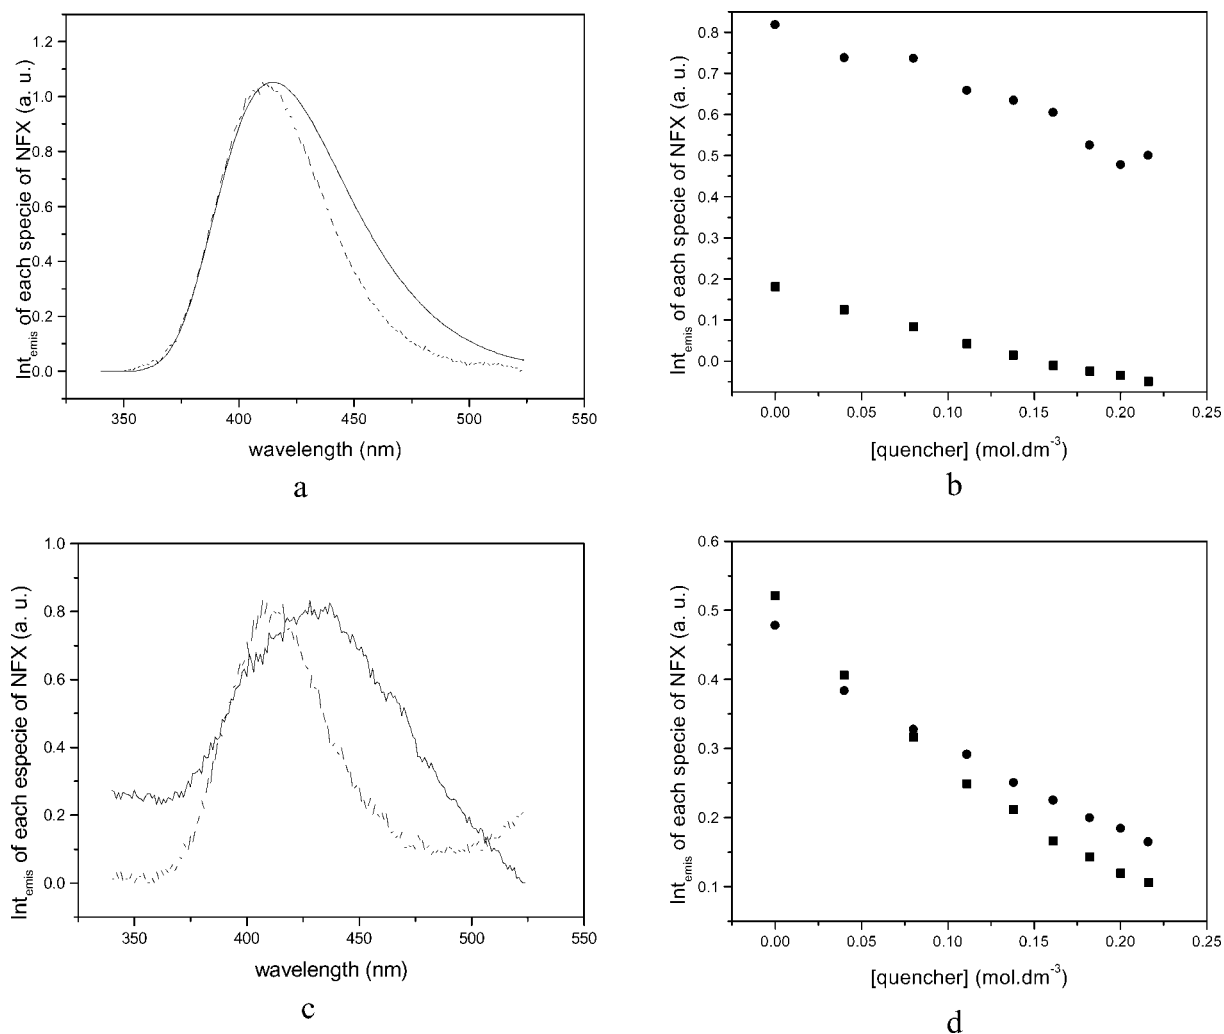 Int_emis of each specie of NFX (a. u.)
1.2
1.0
0.8
0.6
0.4
0.2
0.0
350 400 450 500 550
wavelength (nm)
a
Int_emis of each specie of NFX (a. u.)
0.8
0.7
0.6
0.5
0.4
0.3
0.2
0.1
0.0
0.00 0.05 0.10 0.15 0.20 0.25
[quencher] (mol.dm⁻³)
b
Int_emis of each especie of NFX (a. u.)
1.0
0.8
0.6
0.4
0.2
0.0
350 400 450 500 550
wavelength (nm)
c
Int_emis of each specie of NFX (a. u.)
0.6
0.5
0.4
0.3
0.2
0.1
0.00 0.05 0.10 0.15 0.20 0.25
[quencher] (mol.dm⁻³)
d